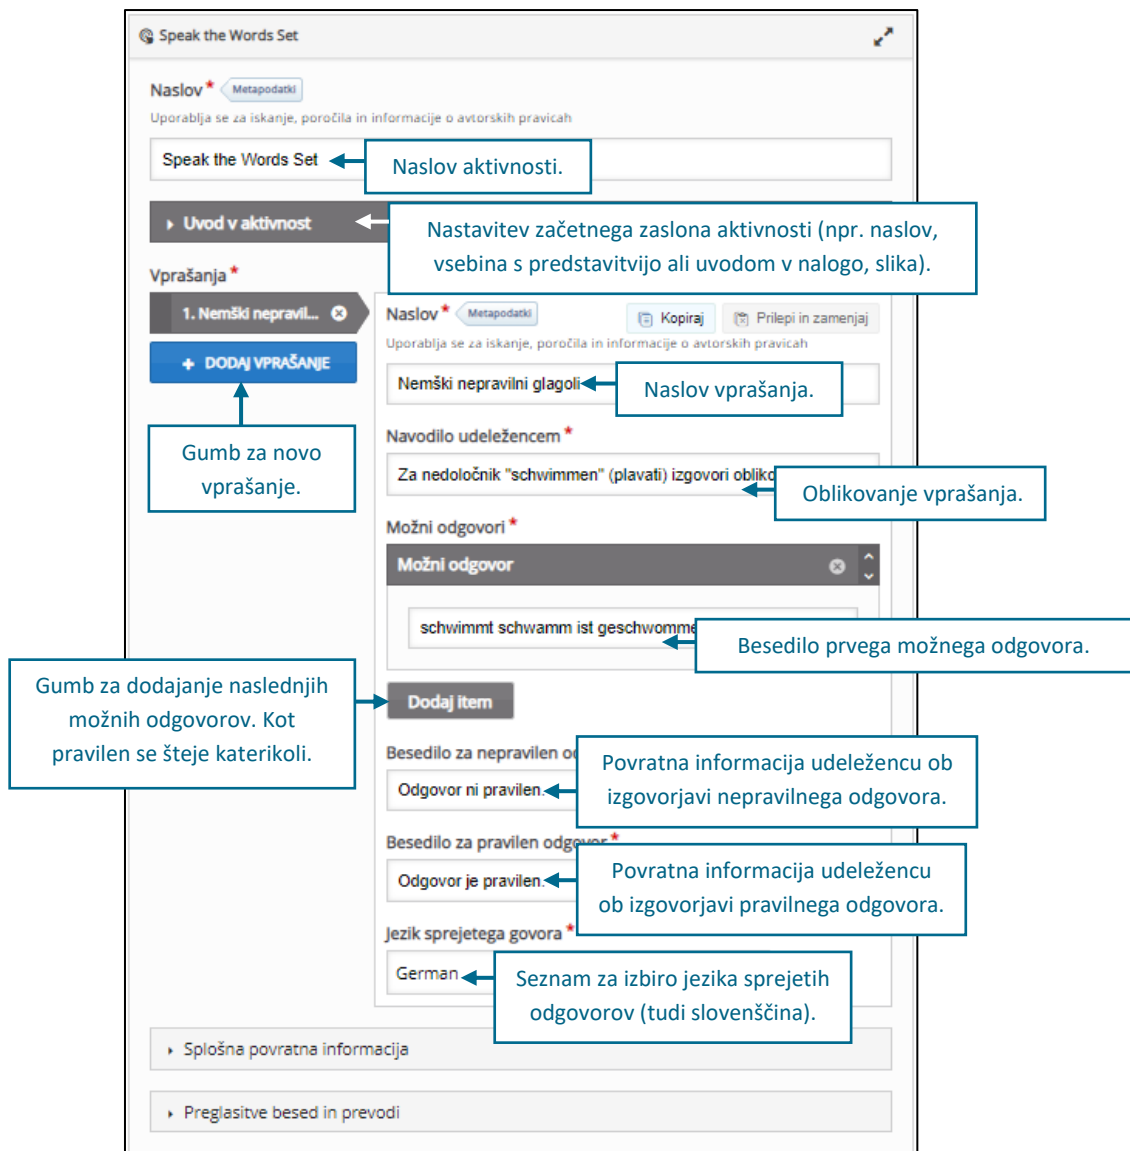 Speak the Words Set
Naslov * Metapodatki
Uporablja se za iskanje, poročila in informacije o avtorskih pravicah
Speak the Words Set
Naslov aktivnosti.
Uvod v aktivnost
Nastavitev začetnega zaslona aktivnosti (npr. naslov,
vsebina s predstavitvijo ali uvodom v nalogo, slika).
Vprašanja *
1. Nemški nepravil...
+ DODAJ VPRAŠANJE
Gumb za novo
vprašanje.
Naslov * Metapodatki
Kopiraj
Prilepi in zamenjaj
Uporablja se za iskanje, poročila in informacije o avtorskih pravicah
Nemški nepravilni glagoli
Naslov vprašanja.
Navodilo udeležencem *
Za nedoločnik "schwimmen" (plavati) izgovori
Oblikovanje vprašanja.
Možni odgovori *
Možni odgovor
schwimmt schwamm ist
Besedilo prvega možnega odgovora.
Gumb za dodajanje naslednjih
možnih odgovorov. Kot
pravilen se šteje katerikoli.
Dodaj item
Besedilo za nepravilen
Odgovor ni pravilen.
Povratna informacija udeležencu ob
izgovorjavi nepravilnega odgovora.
Besedilo za pravilen odgovor *
Odgovor je pravilen.
Povratna informacija udeležencu
ob izgovorjavi pravilnega odgovora.
Jezik sprejetega govora *
German
Seznam za izbiro jezika sprejetih
odgovorov (tudi slovenščina).
Splošna povratna informacija
Preglasitve besed in prevodi